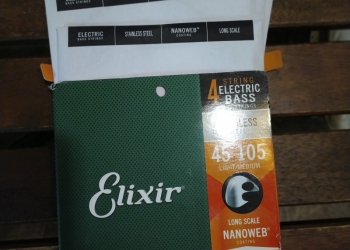 ELECTRIC
BASS STRINGS
STAINLESS STEEL
NANOWEB®
COATING
LONG SCALE
4 STRING
ELECTRIC
BASS
45 105
LIGHT-MEDIUM
Elixir
LONG SCALE
NANOWEB®
COATING